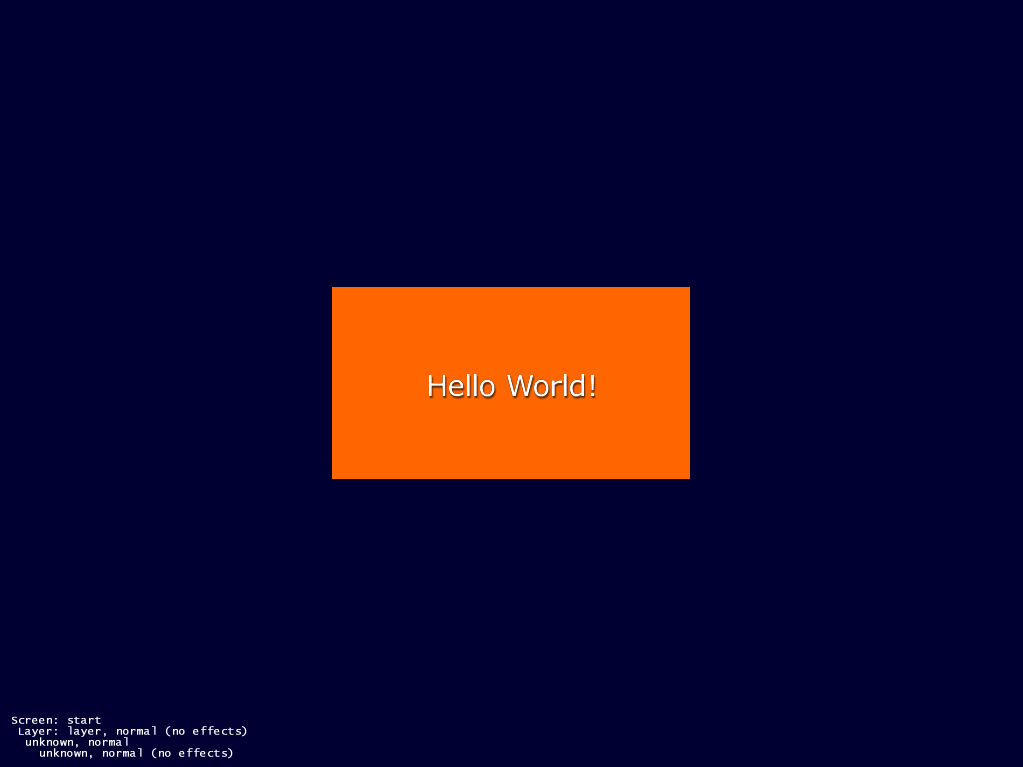 Hello World!
Screen: start
Layer: layer, normal (no effects)
unknown, normal
unknown, normal (no effects)